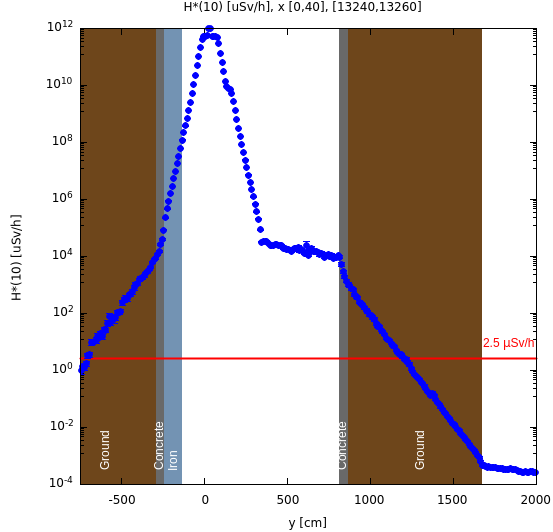 H*(10) [uSv/h], x [0,40], [13240,13260]
10^12
10^10
10^8
10^6
10^4
10^2
10^0
10^-2
10^-4
H*(10) [uSv/h]
2.5 μSv/h
Ground
Concrete
Iron
Concrete
Ground
-500
0
500
1000
1500
2000
y [cm]